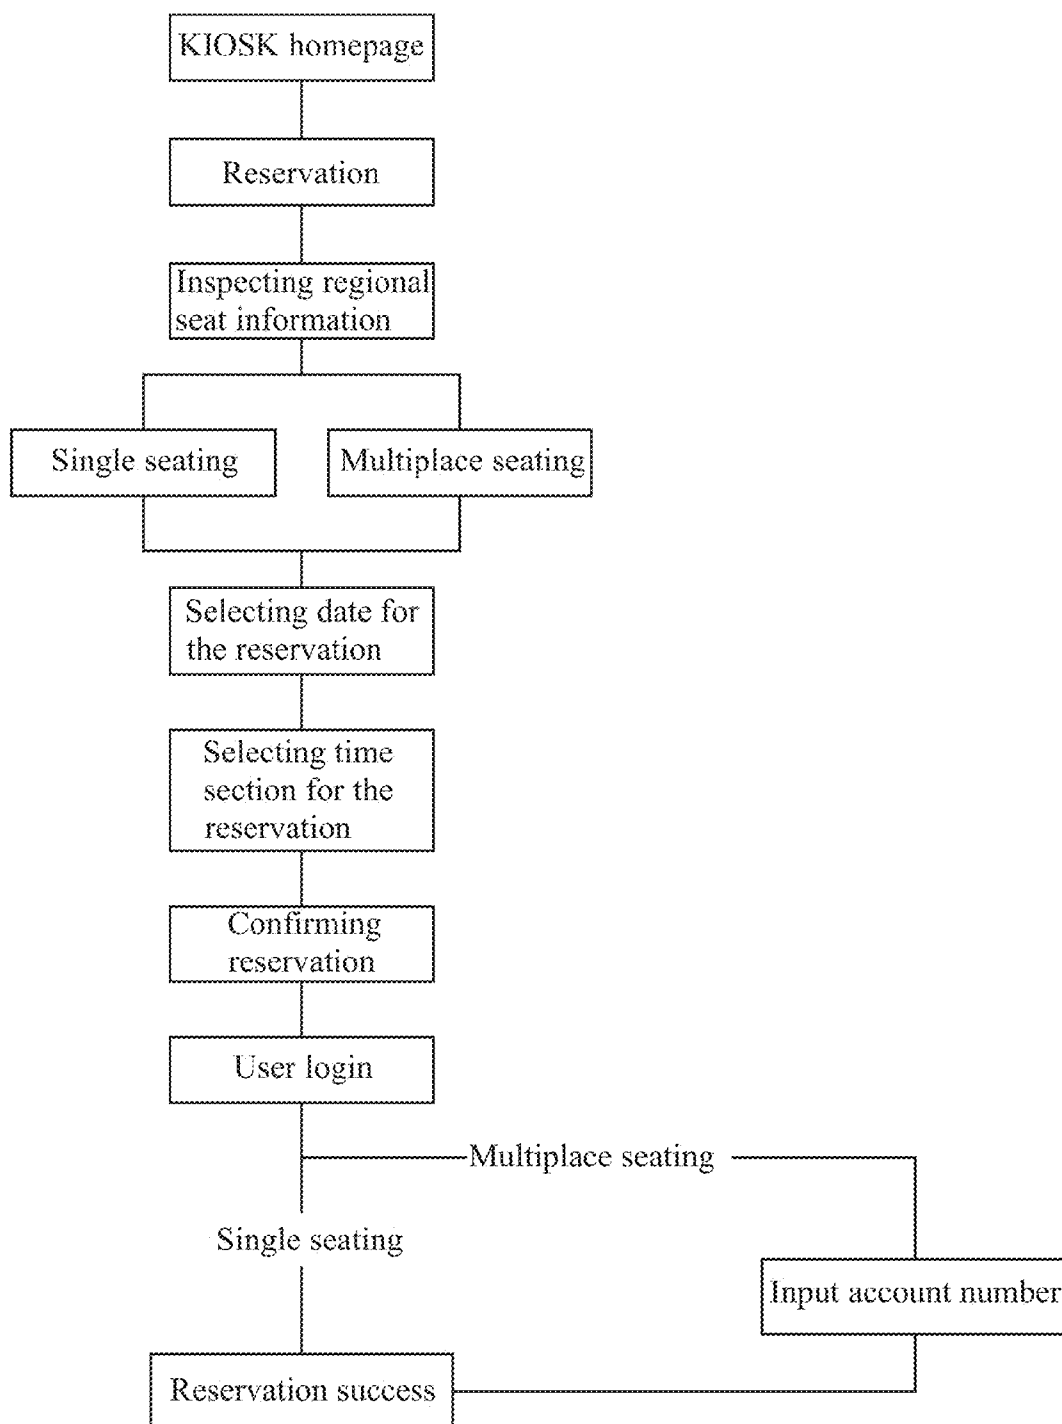 KIOSK homepage
Reservation
Inspecting regional
seat information
Single seating
Multiplace seating
Selecting date for
the reservation
Selecting time
section for the
reservation
Confirming
reservation
User login
Multiplace seating
Single seating
Input account number
Reservation success